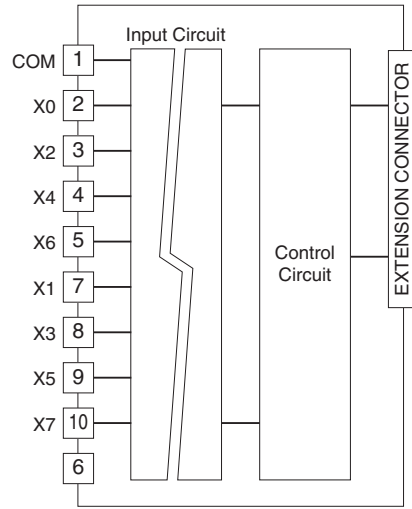 Input Circuit
COM 1
X0 2
X2 3
X4 4
X6 5
X1 7
X3 8
X5 9
X7 10
6
Control
Circuit
EXTENSION CONNECTOR